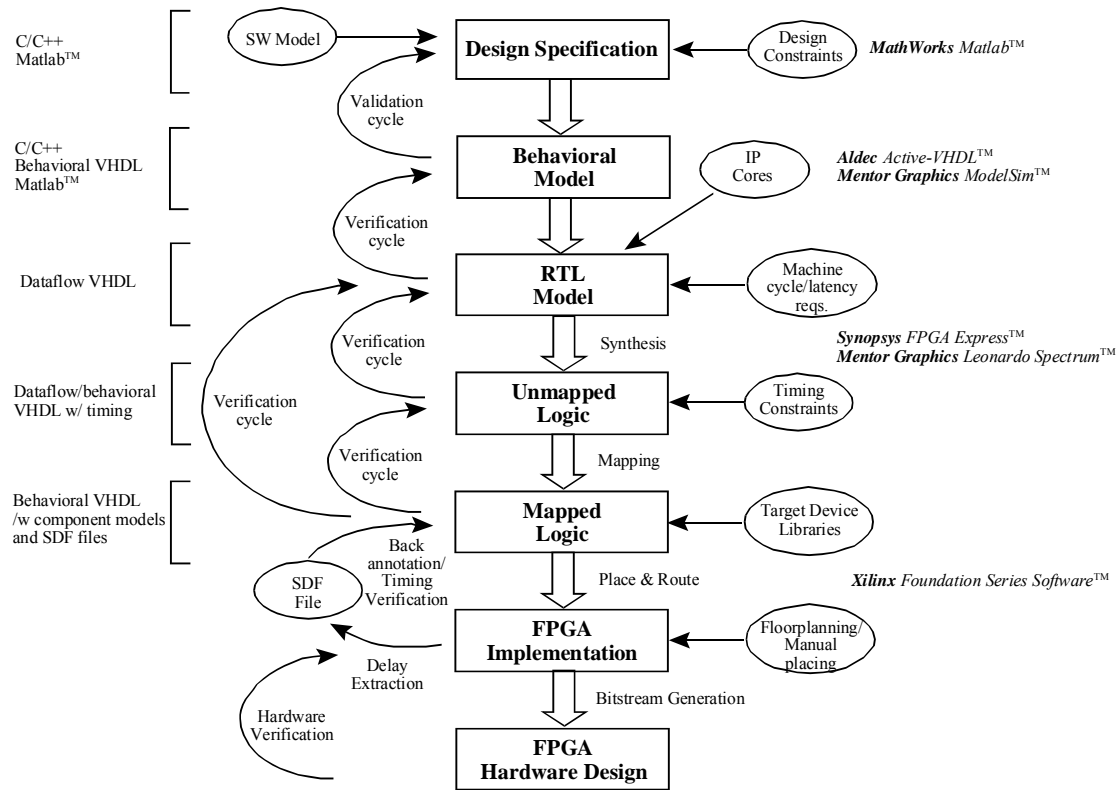 C/C++
Matlab™
SW Model
Design Specification
Design
Constraints
MathWorks Matlab™
Validation
cycle
C/C++
Behavioral VHDL
Matlab™
Behavioral
Model
IP
Cores
Aldec Active-VHDL™
Mentor Graphics ModelSim™
Verification
cycle
Dataflow VHDL
RTL
Model
Machine
cycle/latency
reqs.
Verification
cycle
Synthesis
Synopsys FPGA Express™
Mentor Graphics Leonardo Spectrum™
Dataflow/behavioral
VHDL w/ timing
Verification
cycle
Unmapped
Logic
Timing
Constraints
Verification
cycle
Mapping
Behavioral VHDL
/w component models
and SDF files
Mapped
Logic
Target Device
Libraries
Back
annotation/
Timing
Verification
SDF
File
Place & Route
Xilinx Foundation Series Software™
FPGA
Implementation
Floorplanning/
Manual
placing
Delay
Extraction
Bitstream Generation
Hardware
Verification
FPGA
Hardware Design